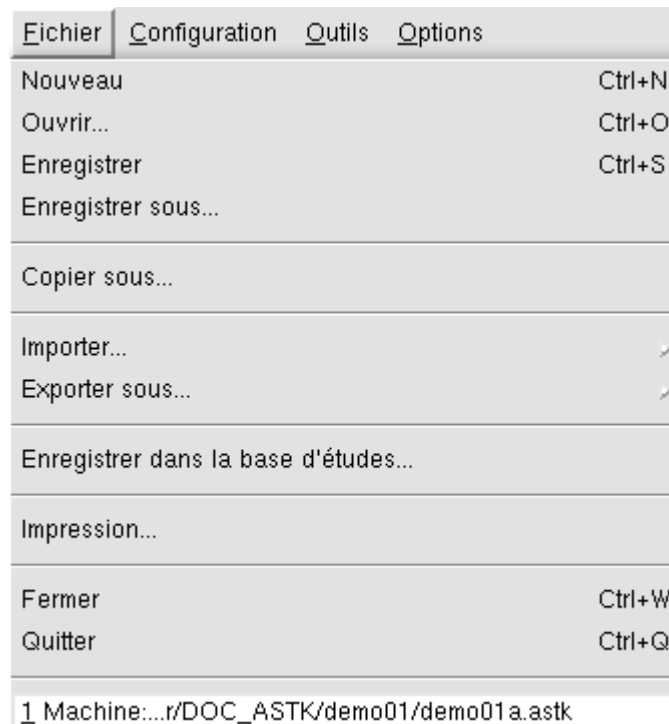 Fichier Configuration Outils Options
Nouveau Ctrl+N
Ouvrir... Ctrl+O
Enregistrer Ctrl+S
Enregistrer sous...
Copier sous...
Importer...
Exporter sous...
Enregistrer dans la base d'études...
Impression...
Fermer Ctrl+W
Quitter Ctrl+Q
1 Machine:...r/DOC_ASTK/demo01/demo01a.astk